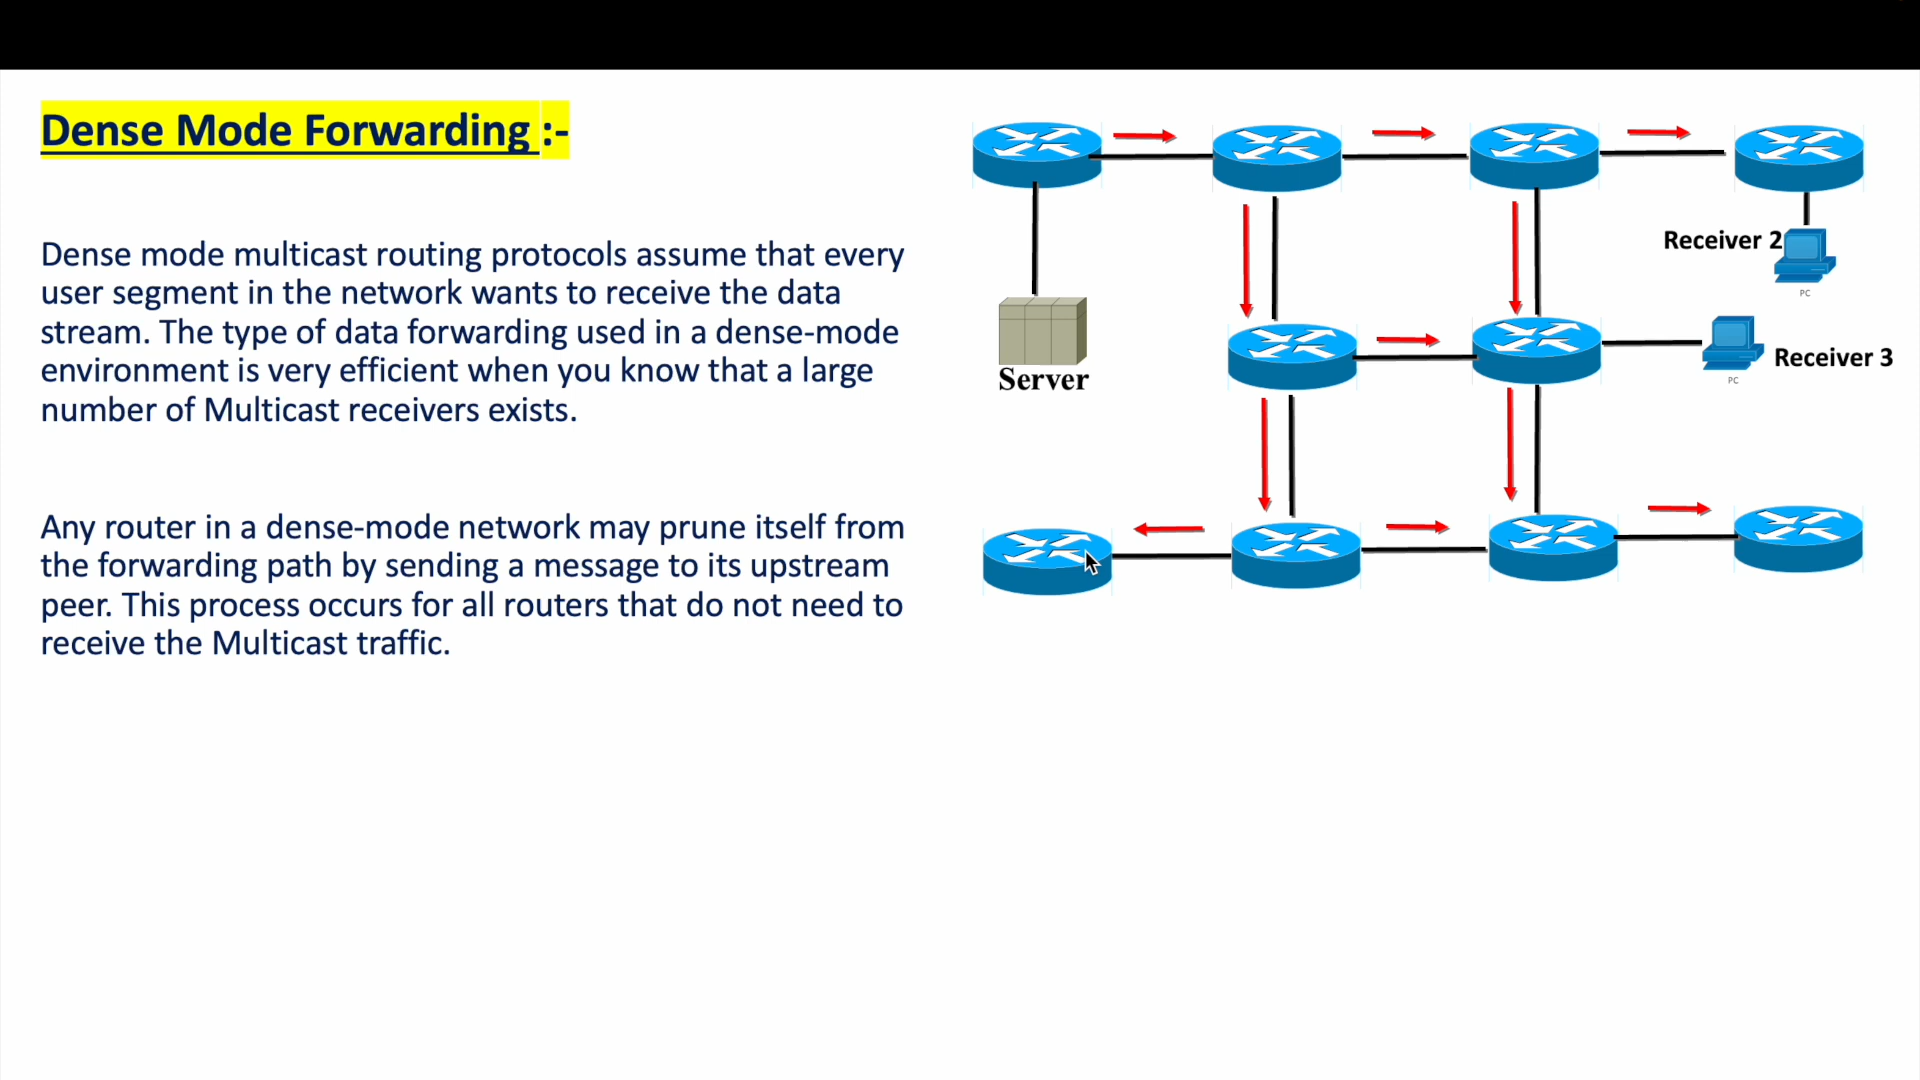 Dense Mode Forwarding :-
Dense mode multicast routing protocols assume that every
user segment in the network wants to receive the data
stream. The type of data forwarding used in a dense-mode
environment is very efficient when you know that a large
number of Multicast receivers exists.
Any router in a dense-mode network may prune itself from
the forwarding path by sending a message to its upstream
peer. This process occurs for all routers that do not need to
receive the Multicast traffic.
Receiver 2
PC
Receiver 3
PC
Server